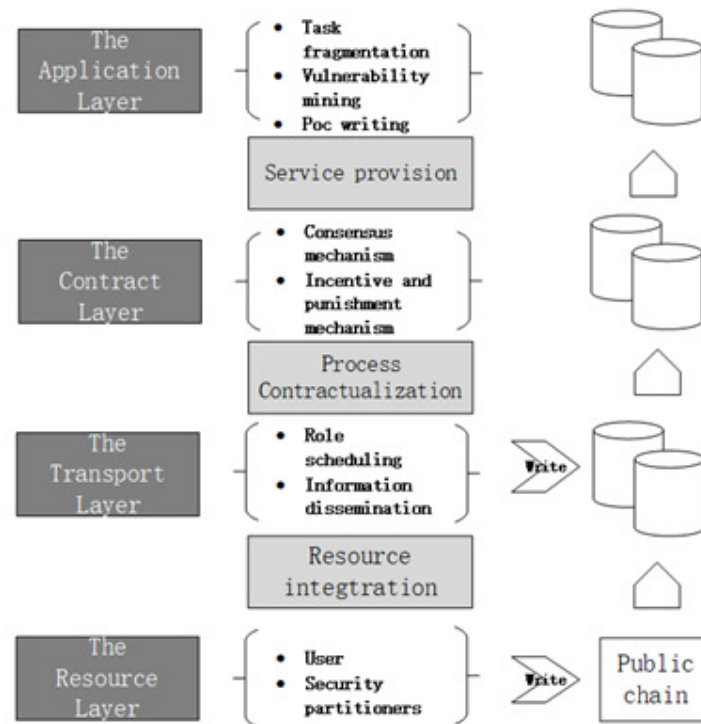 The
Application
Layer
• Task
fragmentation
• Vulnerability
mining
• Poc writing
Service provision
The
Contract
Layer
• Consensus
mechanism
• Incentive and
punishment
mechanism
Process
Contractualization
The
Transport
Layer
• Role
scheduling
• Information
dissemination
Write
Resource
integtration
The
Resource
Layer
• User
• Security
partitioners
Write
Public
chain